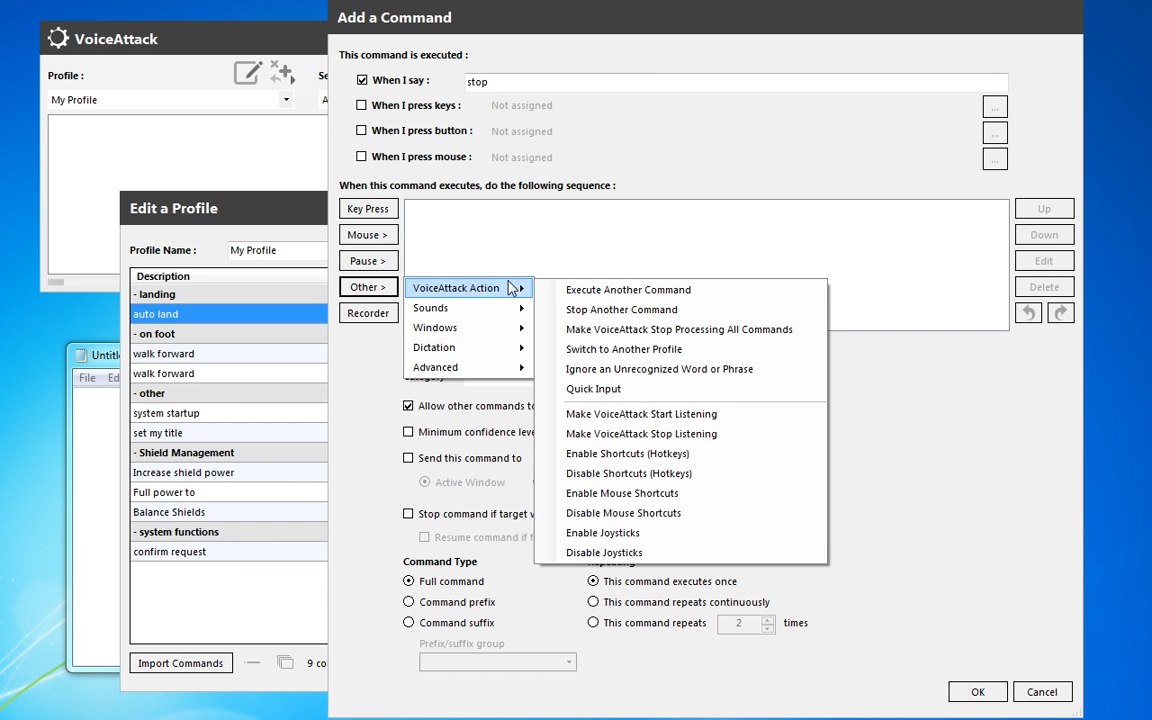 VoiceAttack
Profile :
Se
My Profile
A
Edit a Profile
Profile Name :
My Profile
Description
- landing
auto land
- on foot
walk forward
walk forward
- other
system startup
set my title
- Shield Management
Increase shield power
Full power to
Balance Shields
- system functions
confirm request
Import Commands
9 co
Untitl
File Ed
Add a Command
This command is executed :
When I say :
stop
When I press keys :
Not assigned
...
When I press button :
Not assigned
...
When I press mouse :
Not assigned
...
When this command executes, do the following sequence :
Key Press
Mouse >
Pause >
Other >
Recorder
Up
Down
Edit
Delete
VoiceAttack Action
Sounds
Windows
Dictation
Advanced
Execute Another Command
Stop Another Command
Make VoiceAttack Stop Processing All Commands
Switch to Another Profile
Ignore an Unrecognized Word or Phrase
Quick Input
Make VoiceAttack Start Listening
Make VoiceAttack Stop Listening
Enable Shortcuts (Hotkeys)
Disable Shortcuts (Hotkeys)
Enable Mouse Shortcuts
Disable Mouse Shortcuts
Enable Joysticks
Disable Joysticks
Allow other commands to
Minimum confidence leve
Send this command to
Active Window
Stop command if target w
Resume command if f
Command Type
Full command
Command prefix
Command suffix
Prefix/suffix group
This command executes once
This command repeats continuously
This command repeats
2
times
OK
Cancel